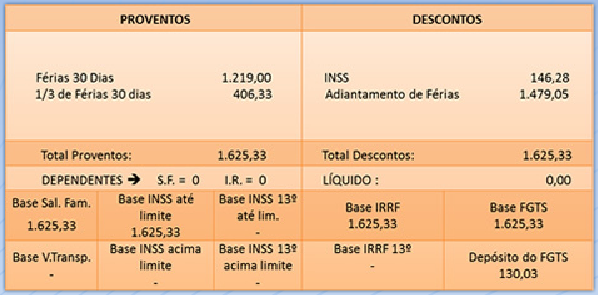 PROVENTOS
DESCONTOS
Férias 30 Dias 1.219,00
1/3 de Férias 30 dias 406,33
INSS 146,28
Adiantamento de Férias 1.479,05
Total Proventos: 1.625,33
Total Descontos: 1.625,33
DEPENDENTES ➔ S.F. = 0 I.R. = 0
LÍQUIDO : 0,00
Base Sal. Fam.
1.625,33
Base INSS até
limite
1.625,33
Base INSS 13º
até lim.
-
Base IRRF
1.625,33
Base FGTS
1.625,33
Base V.Transp.
-
Base INSS acima
limite
-
Base INSS 13º
acima limite
-
Base IRRF 13º
-
Depósito do FGTS
130,03